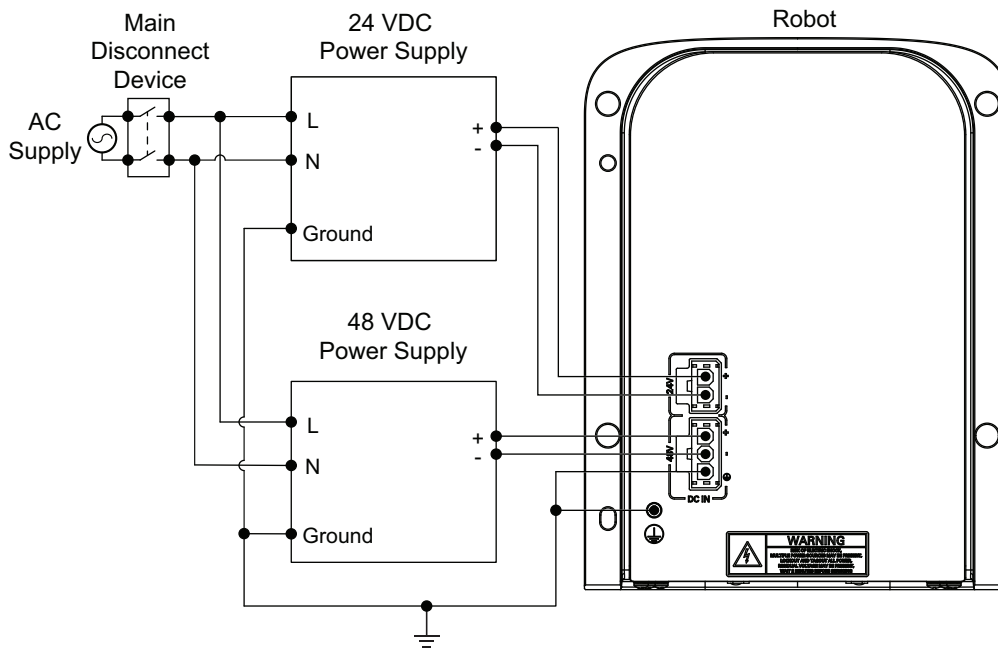 Main
Disconnect
Device
24 VDC
Power Supply
Robot
AC
Supply
L
N
Ground
+
-
48 VDC
Power Supply
L
N
Ground
+
-
24V
+
-
48V
+
-
DC IN
WARNING